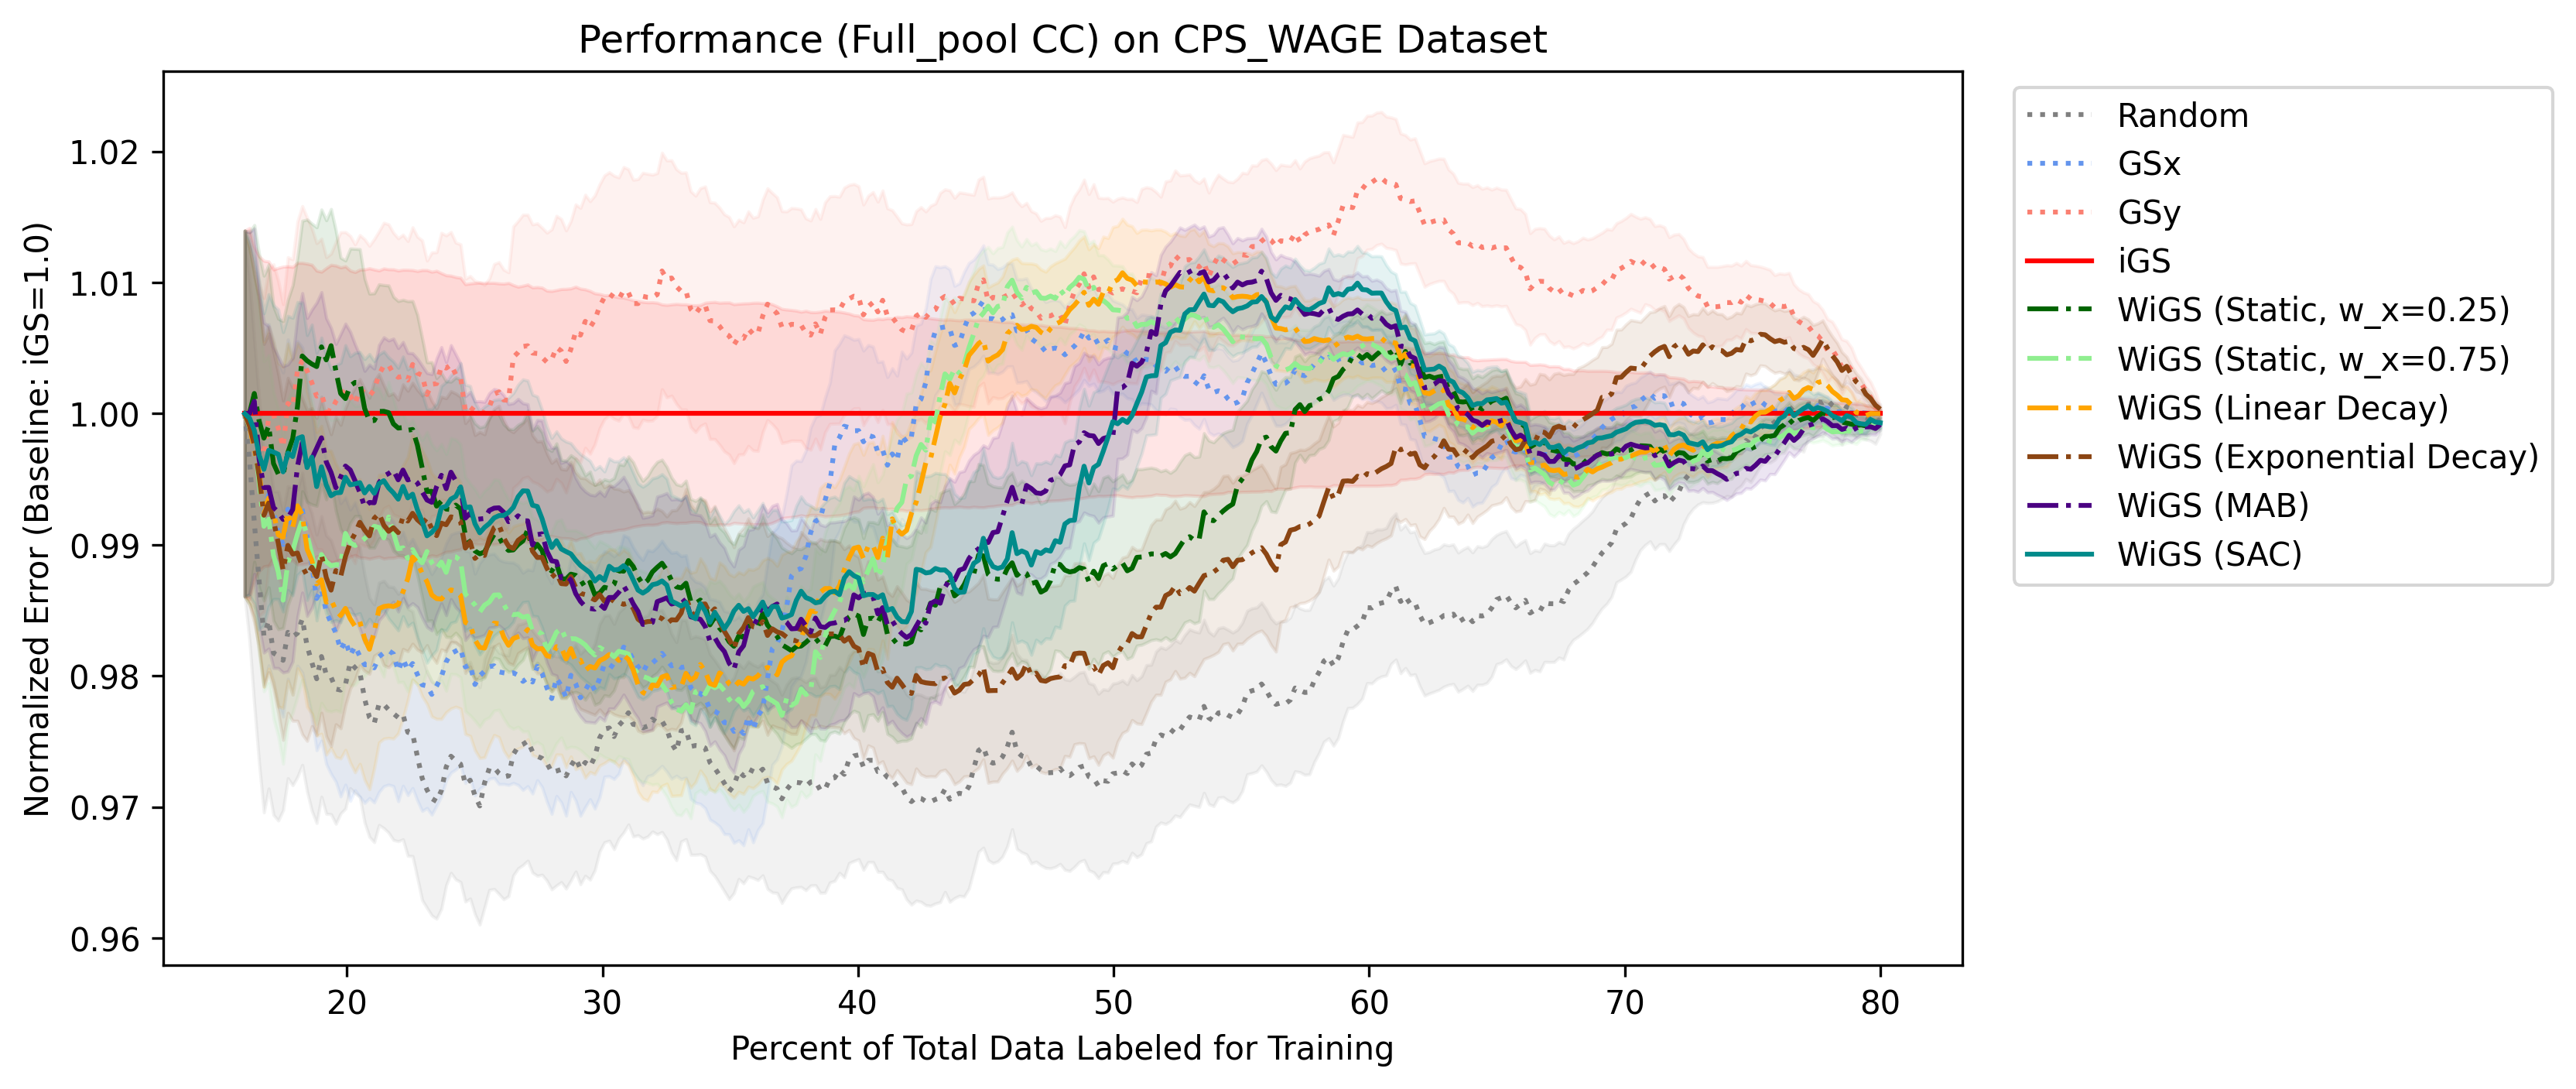 Performance (Full_pool CC) on CPS_WAGE Dataset
Normalized Error (Baseline: iGS=1.0)
1.02
1.01
1.00
0.99
0.98
0.97
0.96
20 30 40 50 60 70 80
Percent of Total Data Labeled for Training
Random
GSx
GSy
iGS
WiGS (Static, w_x=0.25)
WiGS (Static, w_x=0.75)
WiGS (Linear Decay)
WiGS (Exponential Decay)
WiGS (MAB)
WiGS (SAC)